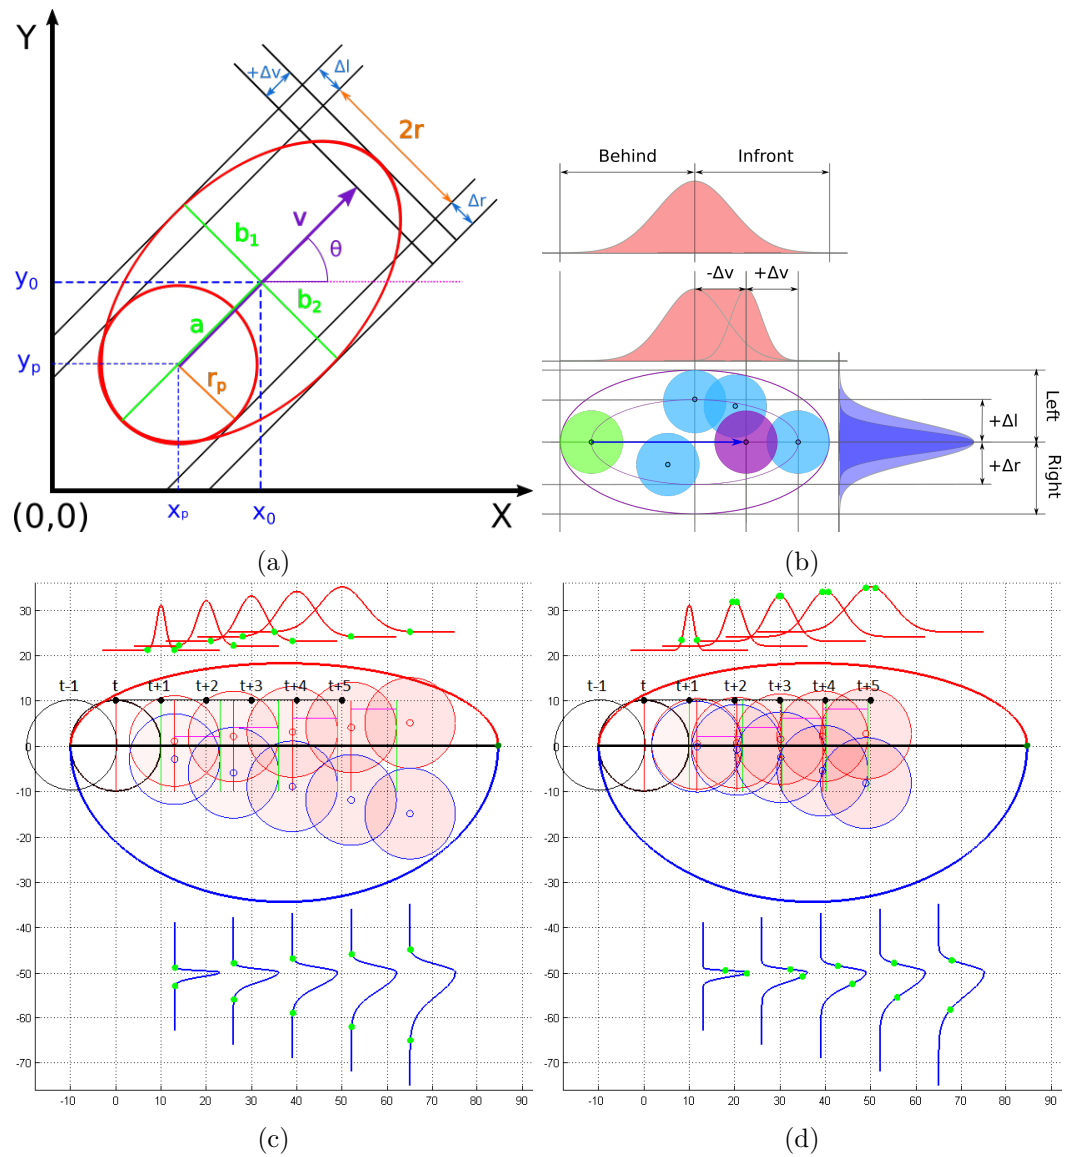 Y
+Δv
Δl
2r
Δr
v
b₁
θ
y₀
b₂
a
yₚ
rₚ
(0,0)
xₚ
x₀
X
(a)
Behind
Infront
-Δv
+Δv
Left
+Δl
+Δr
Right
(b)
30
20
t-1
t
t+1
t+2
t+3
t+4
t+5
10
0
-10
-20
-30
-40
-50
-60
-70
-10
0
10
20
30
40
50
60
70
80
90
(c)
30
20
t-1
t
t+1
t+2
t+3
t+4
t+5
10
0
-10
-20
-30
-40
-50
-60
-70
-10
0
10
20
30
40
50
60
70
80
90
(d)